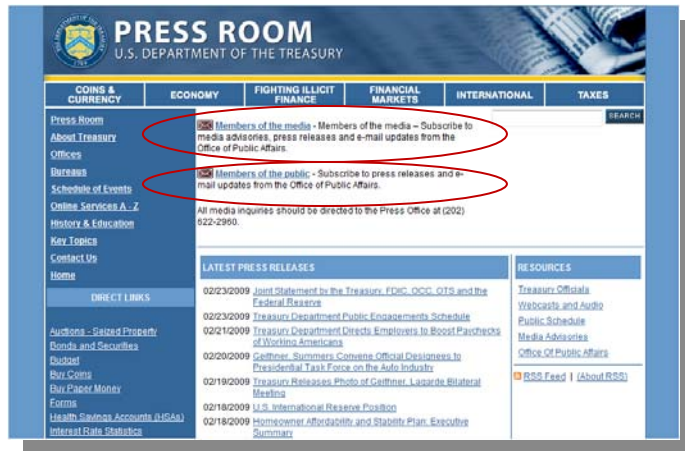 PRESS ROOM
U.S. DEPARTMENT OF THE TREASURY
COINS & CURRENCY
ECONOMY
FIGHTING ILLICIT FINANCE
FINANCIAL MARKETS
INTERNATIONAL
TAXES
Press Room
About Treasury
Offices
Bureaus
Schedule of Events
Online Services A - Z
History & Education
Key Topics
Contact Us
Home
DIRECT LINKS
Auctions - Seized Property
Bonds and Securities
Budget
Buy Coins
Buy Paper Money
Forms
Health Savings Accounts (HSAs)
Interest Rate Statistics
SEARCH
Members of the media - Members of the media – Subscribe to
media advisories, press releases and e-mail updates from the
Office of Public Affairs.
Members of the public - Subscribe to press releases and e-
mail updates from the Office of Public Affairs.
All media inquiries should be directed to the Press Office at (202)
622-2960.
LATEST PRESS RELEASES
02/23/2009 Joint Statement by the Treasury, FDIC, OCC, OTS and the
Federal Reserve
02/23/2009 Treasury Department Public Engagements Schedule
02/21/2009 Treasury Department Directs Employers to Boost Paychecks
of Working Americans
02/20/2009 Geithner, Summers Convene Official Designees to
Presidential Task Force on the Auto Industry
02/19/2009 Treasury Releases Photo of Geithner, Lagarde Bilateral
Meeting
02/18/2009 U.S. International Reserve Position
02/18/2009 Homeowner Affordability and Stability Plan: Executive
Summary
RESOURCES
Treasury Officials
Webcasts and Audio
Public Schedule
Media Advisories
Office Of Public Affairs
RSS Feed | (About RSS)